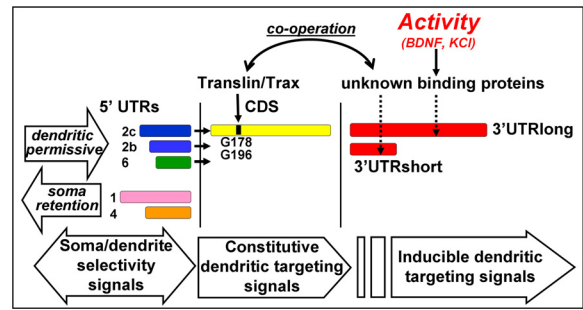 co-operation
Activity
(BDNF, KCl)
Translin/Trax
unknown binding proteins
5' UTRs
CDS
dendritic
permissive
2c
2b
6
G178
G196
3'UTRlong
3'UTRshort
soma
retention
1
4
Soma/dendrite
selectivity
signals
Constitutive
dendritic targeting
signals
Inducible dendritic
targeting signals